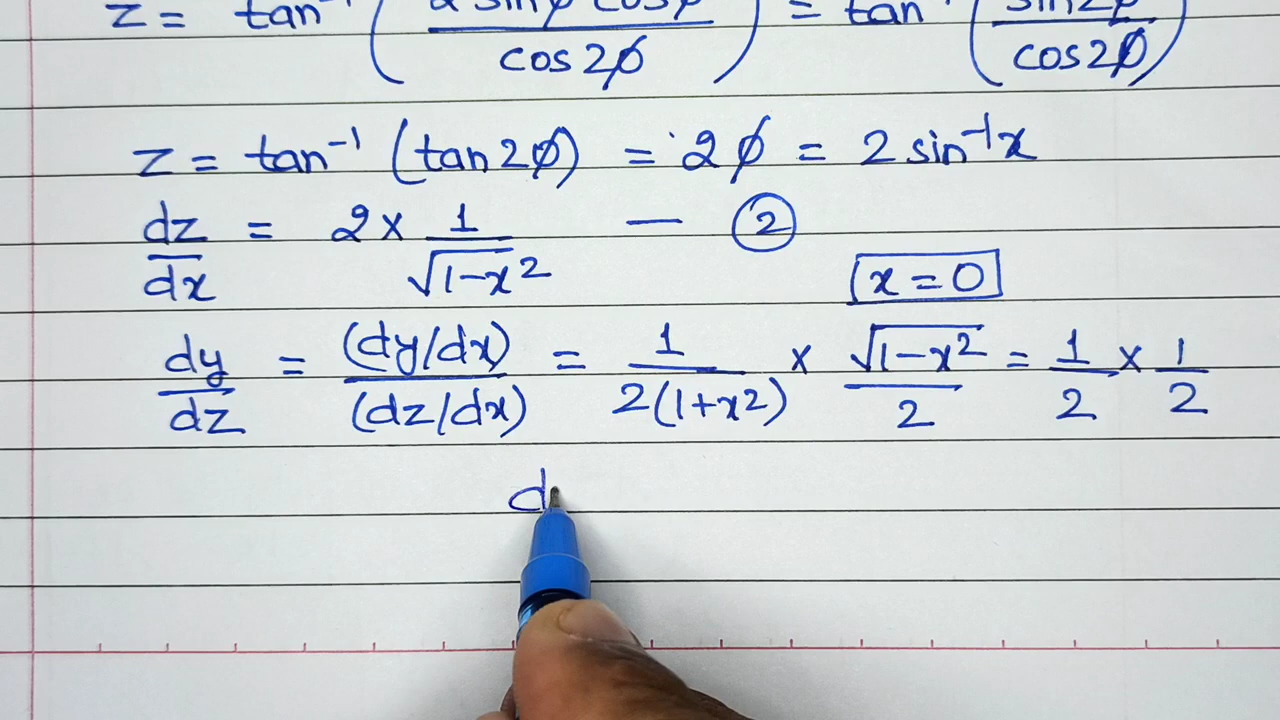 z = tan⁻¹ (2 sinφ cosφ / cos2φ) = tan⁻¹ (sin2φ / cos2φ)
z = tan⁻¹ (tan2φ) = 2φ = 2 sin⁻¹x
dz/dx = 2 × 1/√(1-x²) — ②
x = 0
dy/dz = (dy/dx)/(dz/dx) = 1/2(1+x²) × √(1-x²)/2 = 1/2 × 1/2
d